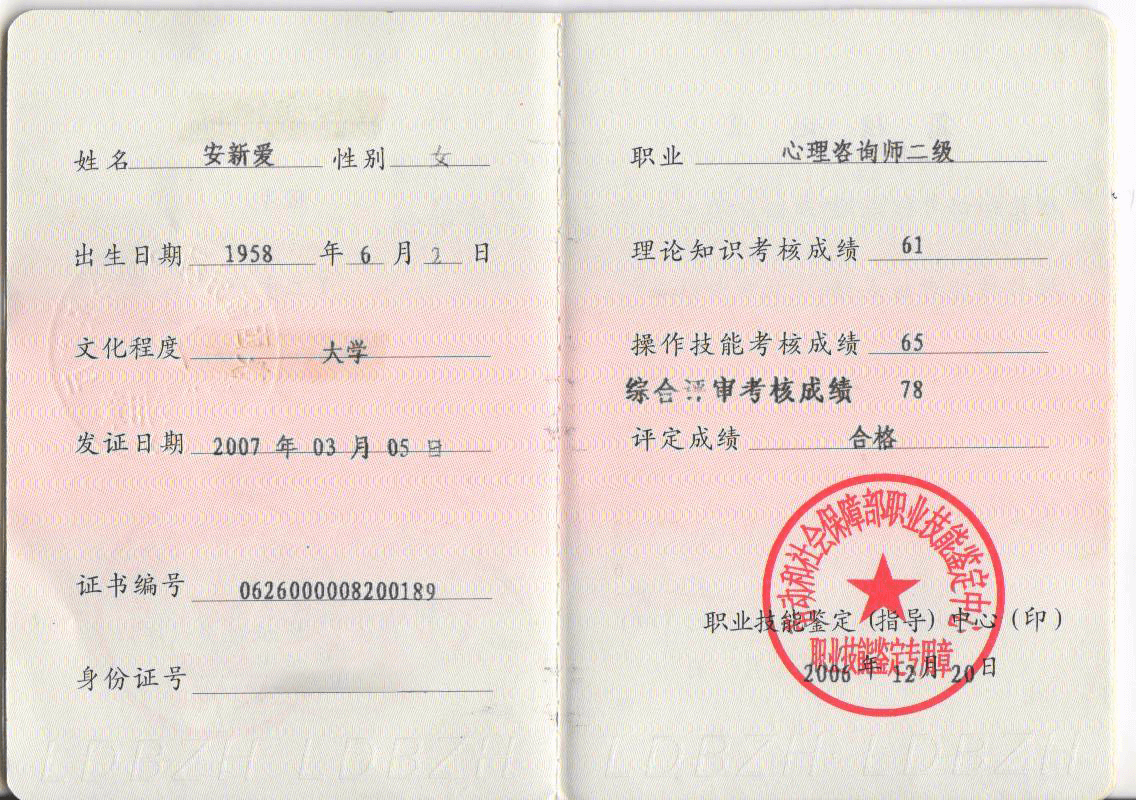 姓名 安新爱 性别 女
出生日期 1958 年 6 月 2 日
文化程度 大学
发证日期 2007 年 03 月 05 日
证书编号 0626000008200189
身份证号
LDBZH LDBZH
职业 心理咨询师二级
理论知识考核成绩 61
操作技能考核成绩 65
综合评审考核成绩 78
评定成绩 合格
劳动和社会保障部职业技能鉴定中心
职业技能鉴定(指导)中心(印)
职业技能鉴定专用章
2006 年 12 月 20 日
LDBZH LDBZH